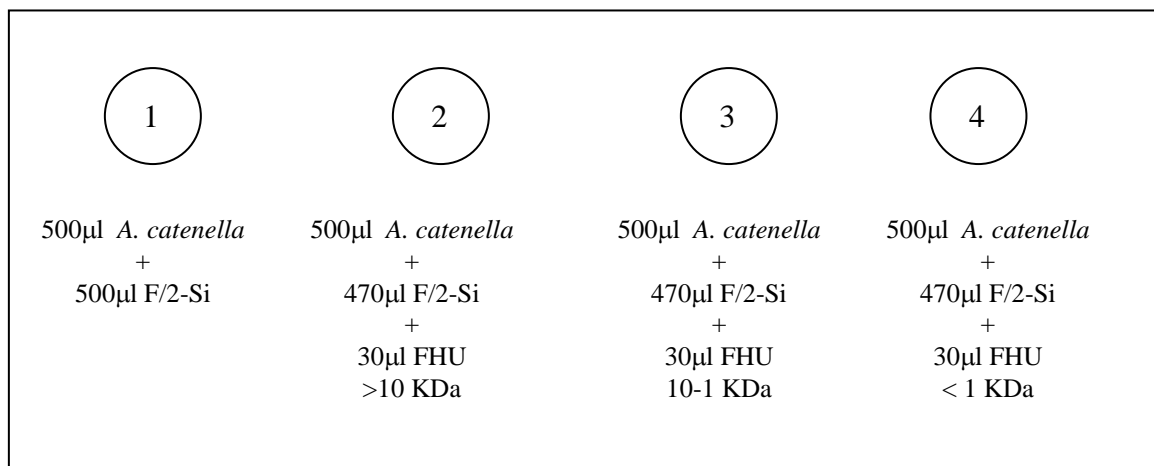 1 2 3 4
500µl A. catenella 500µl A. catenella 500µl A. catenella 500µl A. catenella
+ + + +
500µl F/2-Si 470µl F/2-Si 470µl F/2-Si 470µl F/2-Si
+ + +
30µl FHU 30µl FHU 30µl FHU
>10 KDa 10-1 KDa < 1 KDa